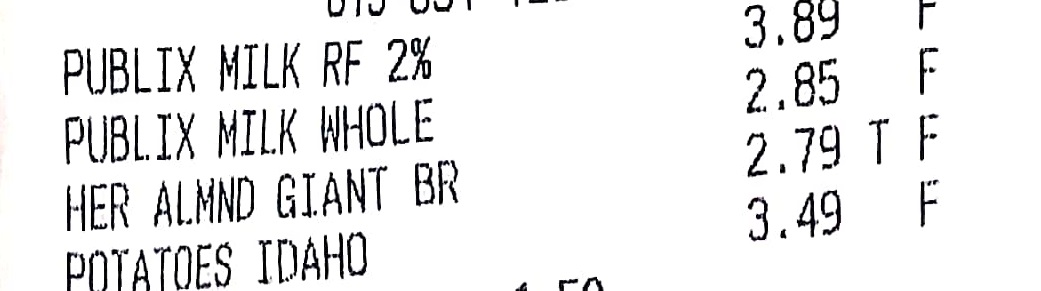 PUBLIX MILK RF 2% 3.89 F
PUBLIX MILK WHOLE 2.85 F
HER ALMND GIANT BR 2.79 T F
POTATOES IDAHO 3.49 F